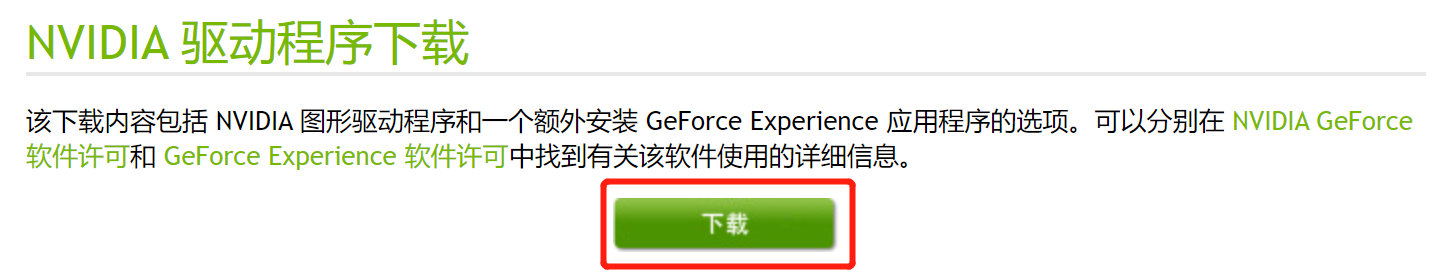 NVIDIA 驱动程序下载
该下载内容包括 NVIDIA 图形驱动程序和一个额外安装 GeForce Experience 应用程序的选项。可以分别在 NVIDIA GeForce
软件许可和 GeForce Experience 软件许可中找到有关该软件使用的详细信息。
下载